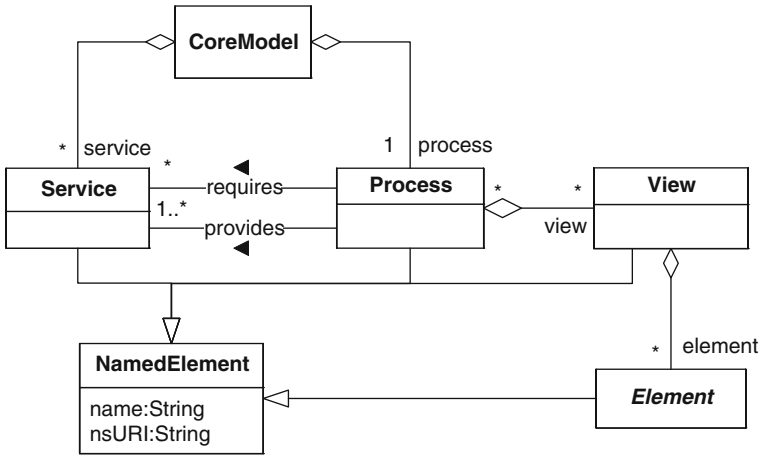 CoreModel
* service
1 process
Service
* requires
1..* provides
Process
* *
view
View
* element
NamedElement
name:String
nsURI:String
Element